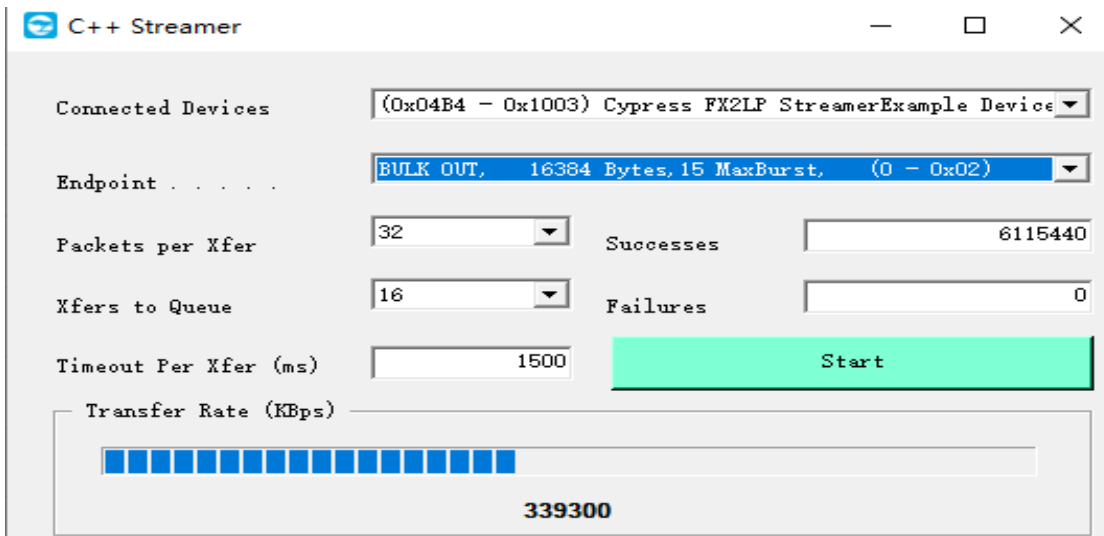 C++ Streamer
Connected Devices (0x04B4 - 0x1003) Cypress FX2LP StreamerExample Device
Endpoint . . . . . BULK OUT, 16384 Bytes,15 MaxBurst, (0 - 0x02)
Packets per Xfer 32 Successes 6115440
Xfers to Queue 16 Failures 0
Timeout Per Xfer (ms) 1500 Start
Transfer Rate (KBps)
339300